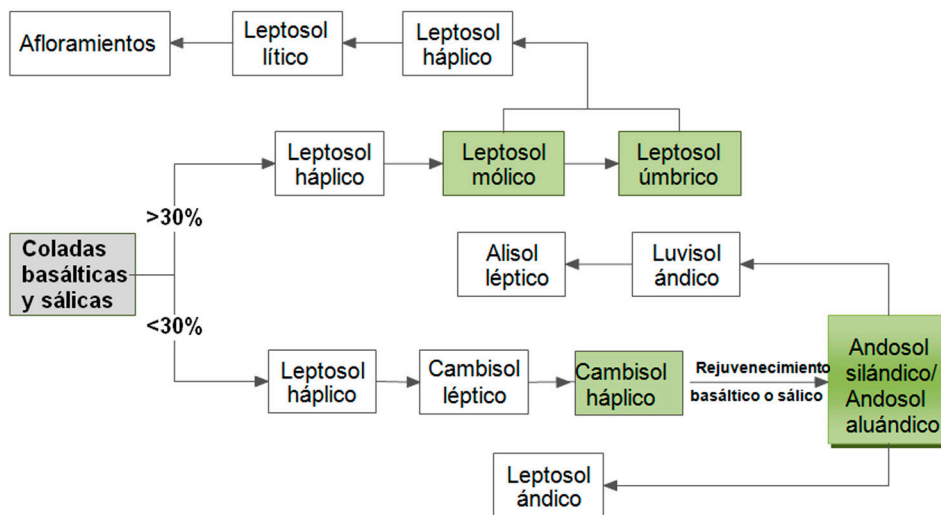 Afloramientos
Leptosol
lítico
Leptosol
háplico
Leptosol
háplico
Leptosol
mólico
Leptosol
úmbrico
>30%
Coladas
basálticas
y sálicas
Alisol
léptico
Luvisol
ándico
<30%
Leptosol
háplico
Cambisol
léptico
Cambisol
háplico
Rejuvenecimiento
basáltico o sálico
Andosol
silándico/
Andosol
aluándico
Leptosol
ándico